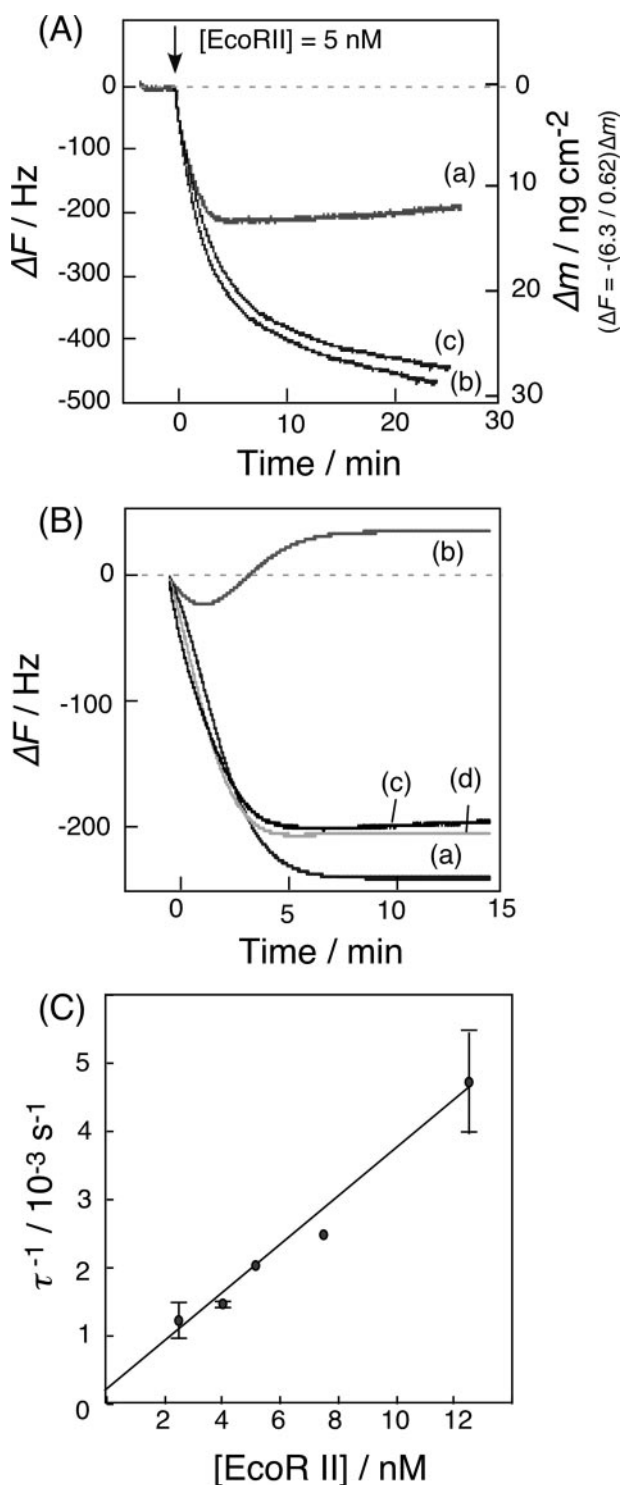 (A)
[EcoRII] = 5 nM
0
-100
-200
-300
-400
-500
ΔF / Hz
0
10
20
30
Δm / ng cm-2
(ΔF = -(6.3 / 0.62)Δm)
(a)
(c)
(b)
0
10
20
30
Time / min
(B)
0
-100
-200
ΔF / Hz
(b)
(c)
(d)
(a)
0
5
10
15
Time / min
(C)
5
4
3
2
1
0
τ-1 / 10-3 s-1
2
4
6
8
10
12
[EcoR II] / nM